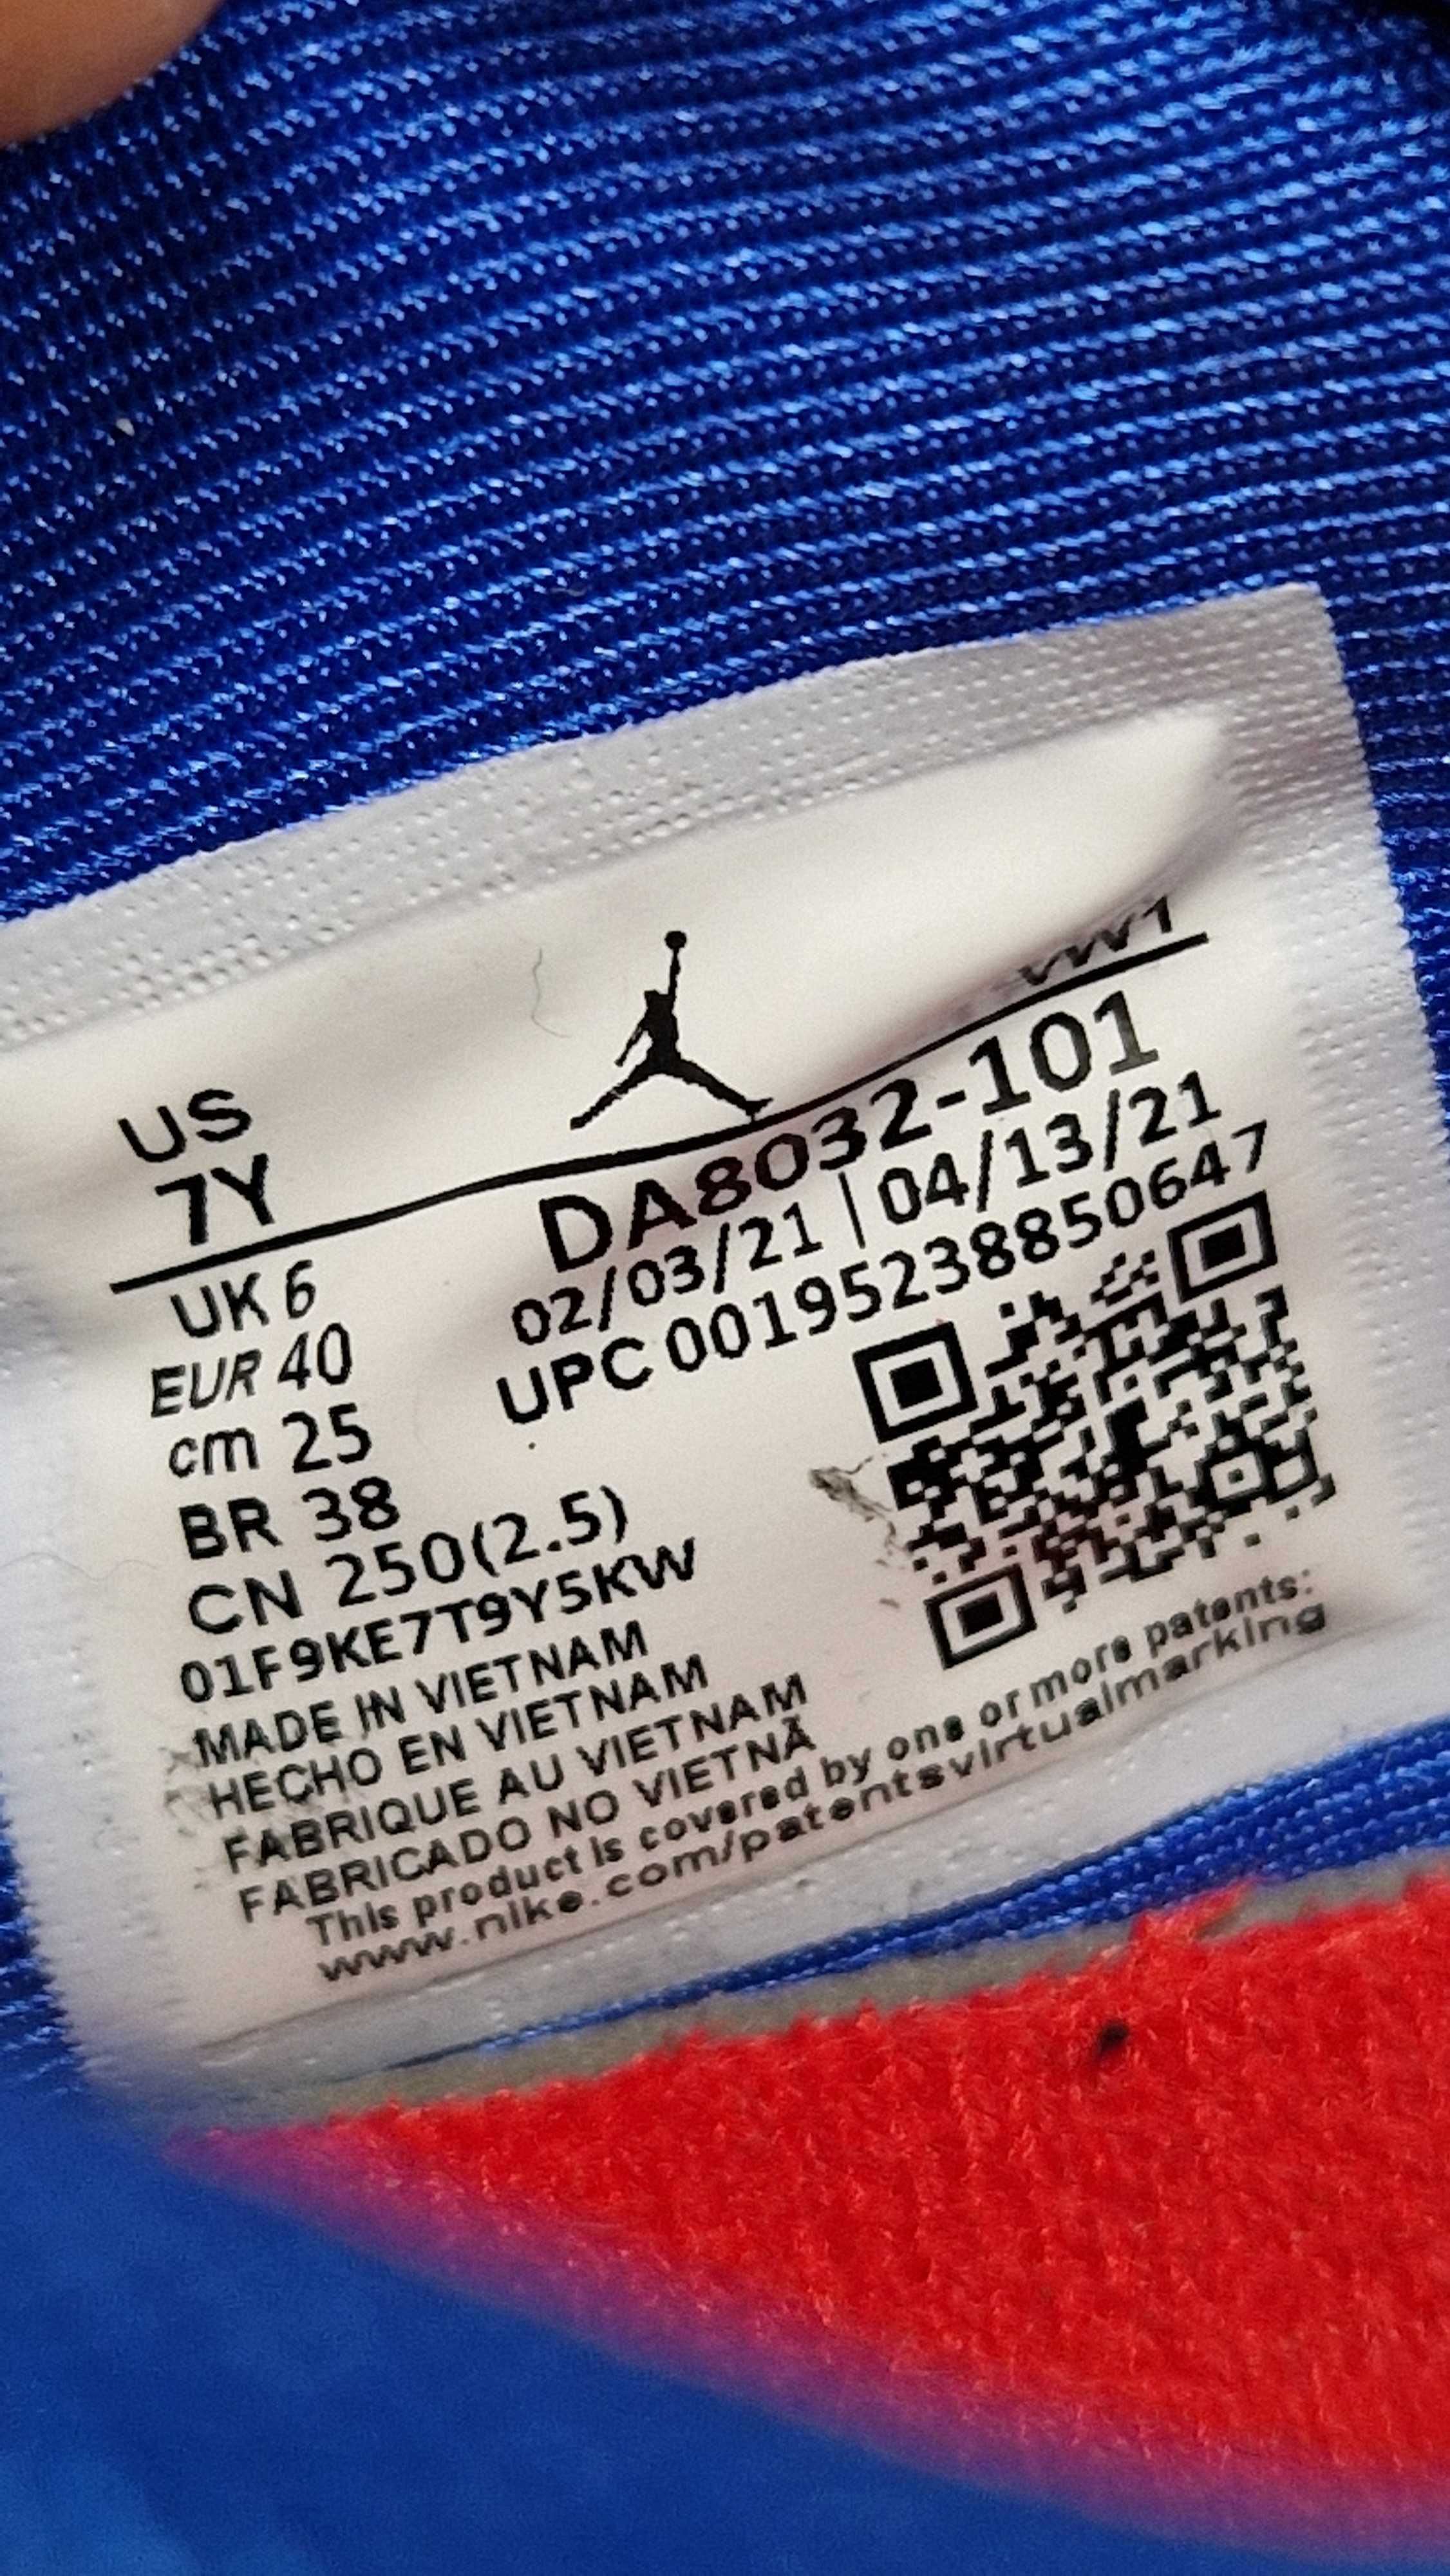 US
7Y
UK 6
EUR 40
cm 25
BR 38
CN 250(2.5)
01F9KE7T9Y5KW
MADE IN VIETNAM
HECHO EN VIETNAM
FABRIQUE AU VIETNAM
FABRICADO NO VIETNÃ
This product is covered by one or more patents:
www.nike.com/patentsvirtualmarking
DA8032-101
02/03/21 | 04/13/21
UPC 00195238850647